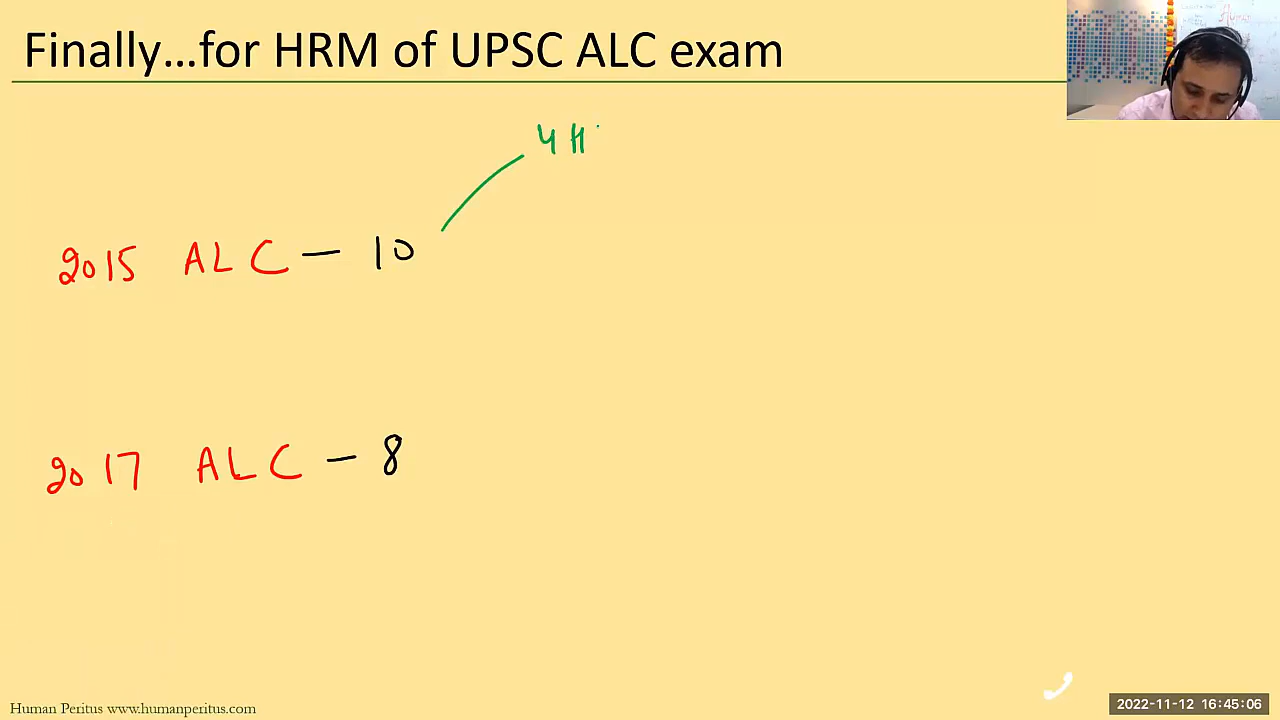 Finally...for HRM of UPSC ALC exam
4 H
2015 ALC - 10
2017 ALC - 8
Human Peritus www.humanperitus.com
2022-11-12 16:45:06